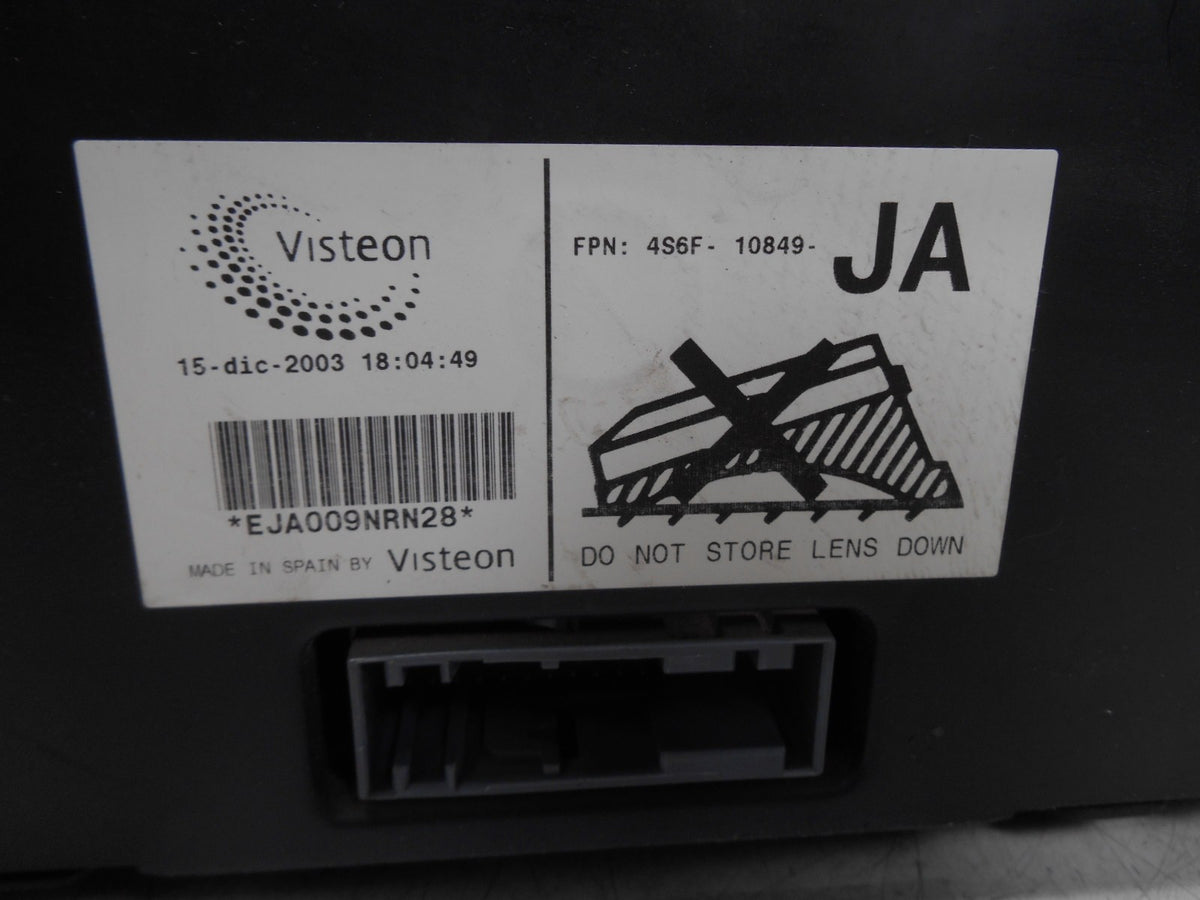 Visteon
15-dic-2003 18:04:49
*EJA009NRN28*
MADE IN SPAIN BY Visteon
FPN: 4S6F- 10849- JA
DO NOT STORE LENS DOWN